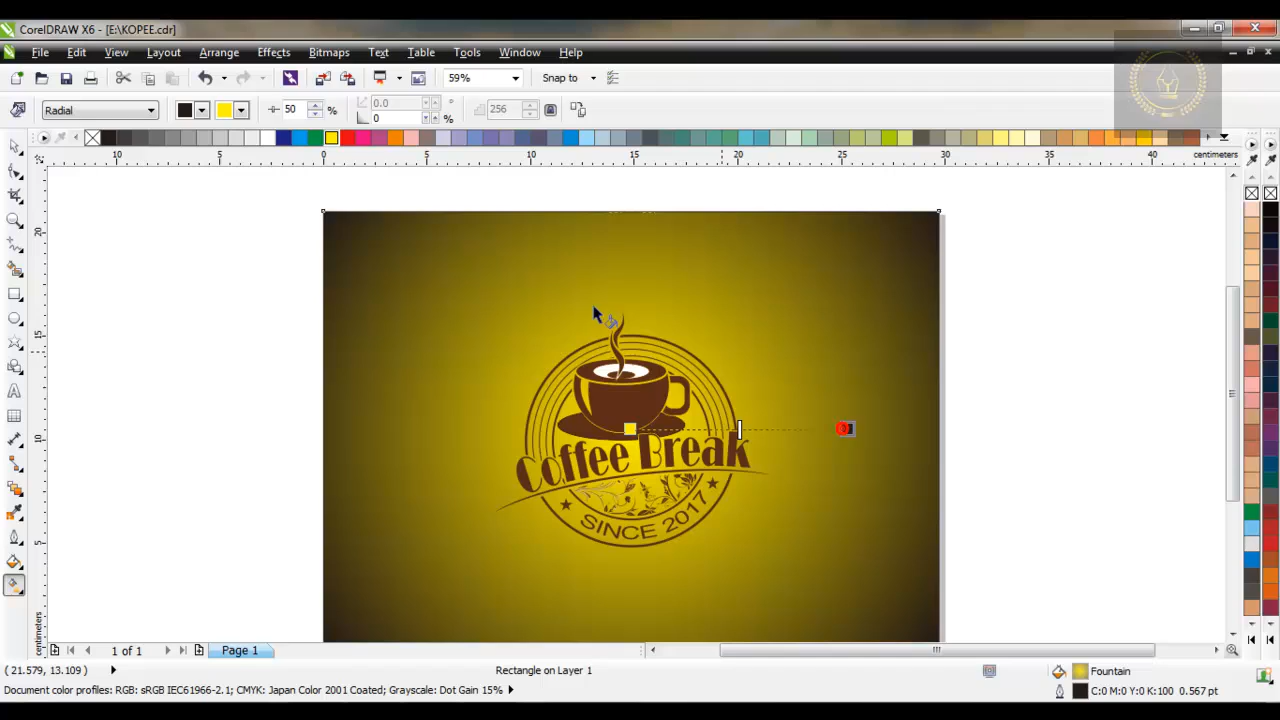 CorelDRAW X6 - [E:\KOPEE.cdr]
File Edit View Layout Arrange Effects Bitmaps Text Table Tools Window Help
59% Snap to
Radial 50 % 0.0 ° 0 % 256
10 5 0 5 10 15 20 25 30 35 40 centimeters
20
15
10
5
centimeters
Coffee Break
SINCE 2017
1 of 1 Page 1
( 21.579, 13.109 ) Rectangle on Layer 1 Fountain
Document color profiles: RGB: sRGB IEC61966-2.1; CMYK: Japan Color 2001 Coated; Grayscale: Dot Gain 15% C:0 M:0 Y:0 K:100 0.567 pt